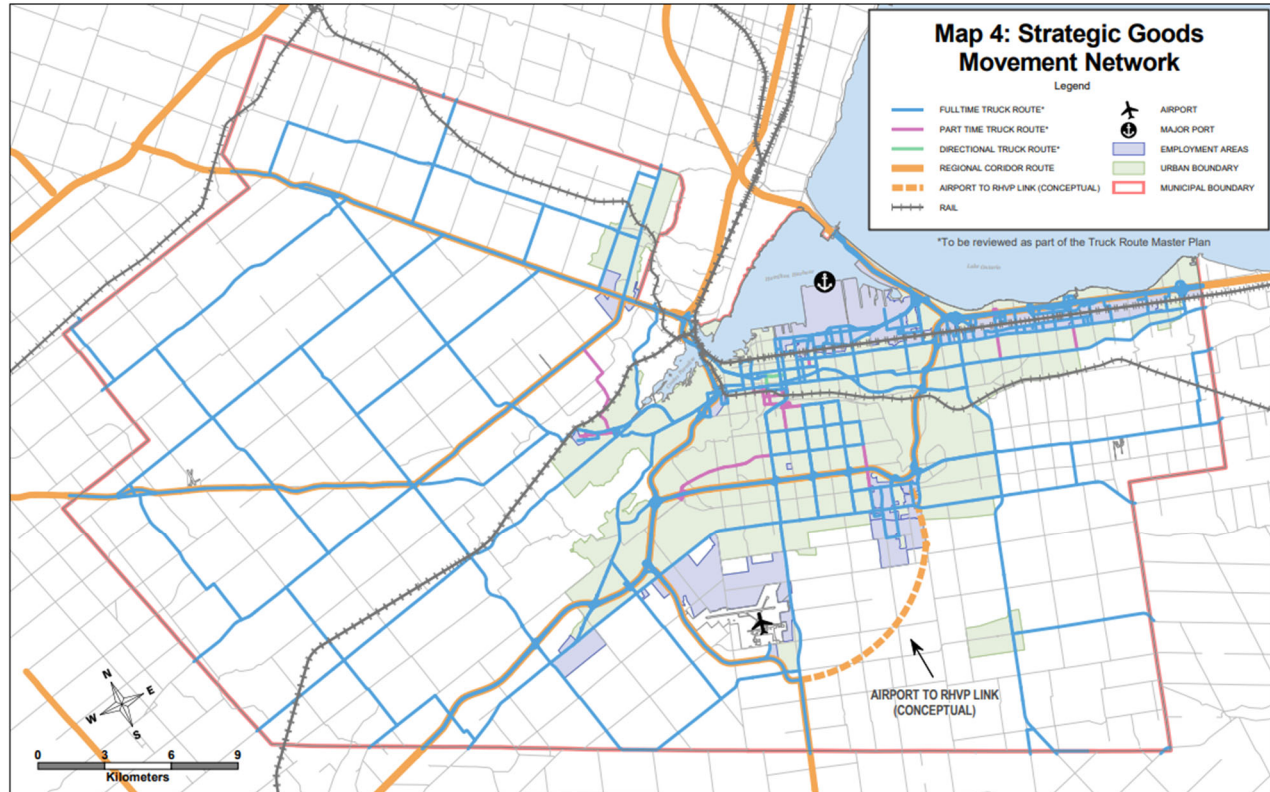 Map 4: Strategic Goods
Movement Network
Legend
FULLTIME TRUCK ROUTE*
PART TIME TRUCK ROUTE*
DIRECTIONAL TRUCK ROUTE*
REGIONAL CORIDOR ROUTE
AIRPORT TO RHVP LINK (CONCEPTUAL)
RAIL
AIRPORT
MAJOR PORT
EMPLOYMENT AREAS
URBAN BOUNDARY
MUNICIPAL BOUNDARY
*To be reviewed as part of the Truck Route Master Plan
Hamilton Harbour
Lake Ontario
AIRPORT TO RHVP LINK
(CONCEPTUAL)
N
E
W
S
0 3 6 9
Kilometers